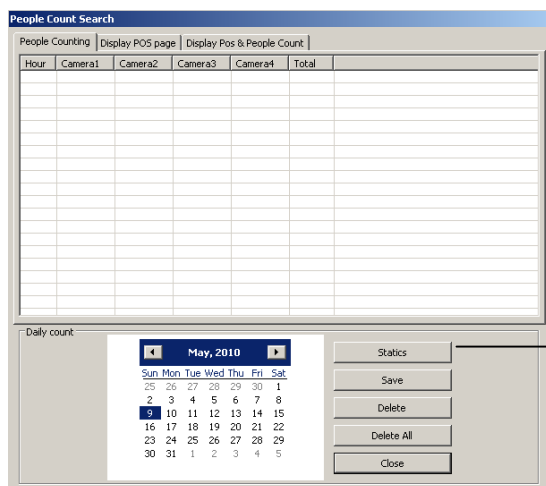 People Count Search
People Counting Display POS page Display Pos & People Count
Hour Camera1 Camera2 Camera3 Camera4 Total
Daily count
May, 2010
Sun Mon Tue Wed Thu Fri Sat
25 26 27 28 29 30 1
2 3 4 5 6 7 8
9 10 11 12 13 14 15
16 17 18 19 20 21 22
23 24 25 26 27 28 29
30 31 1 2 3 4 5
Statics
Save
Delete
Delete All
Close